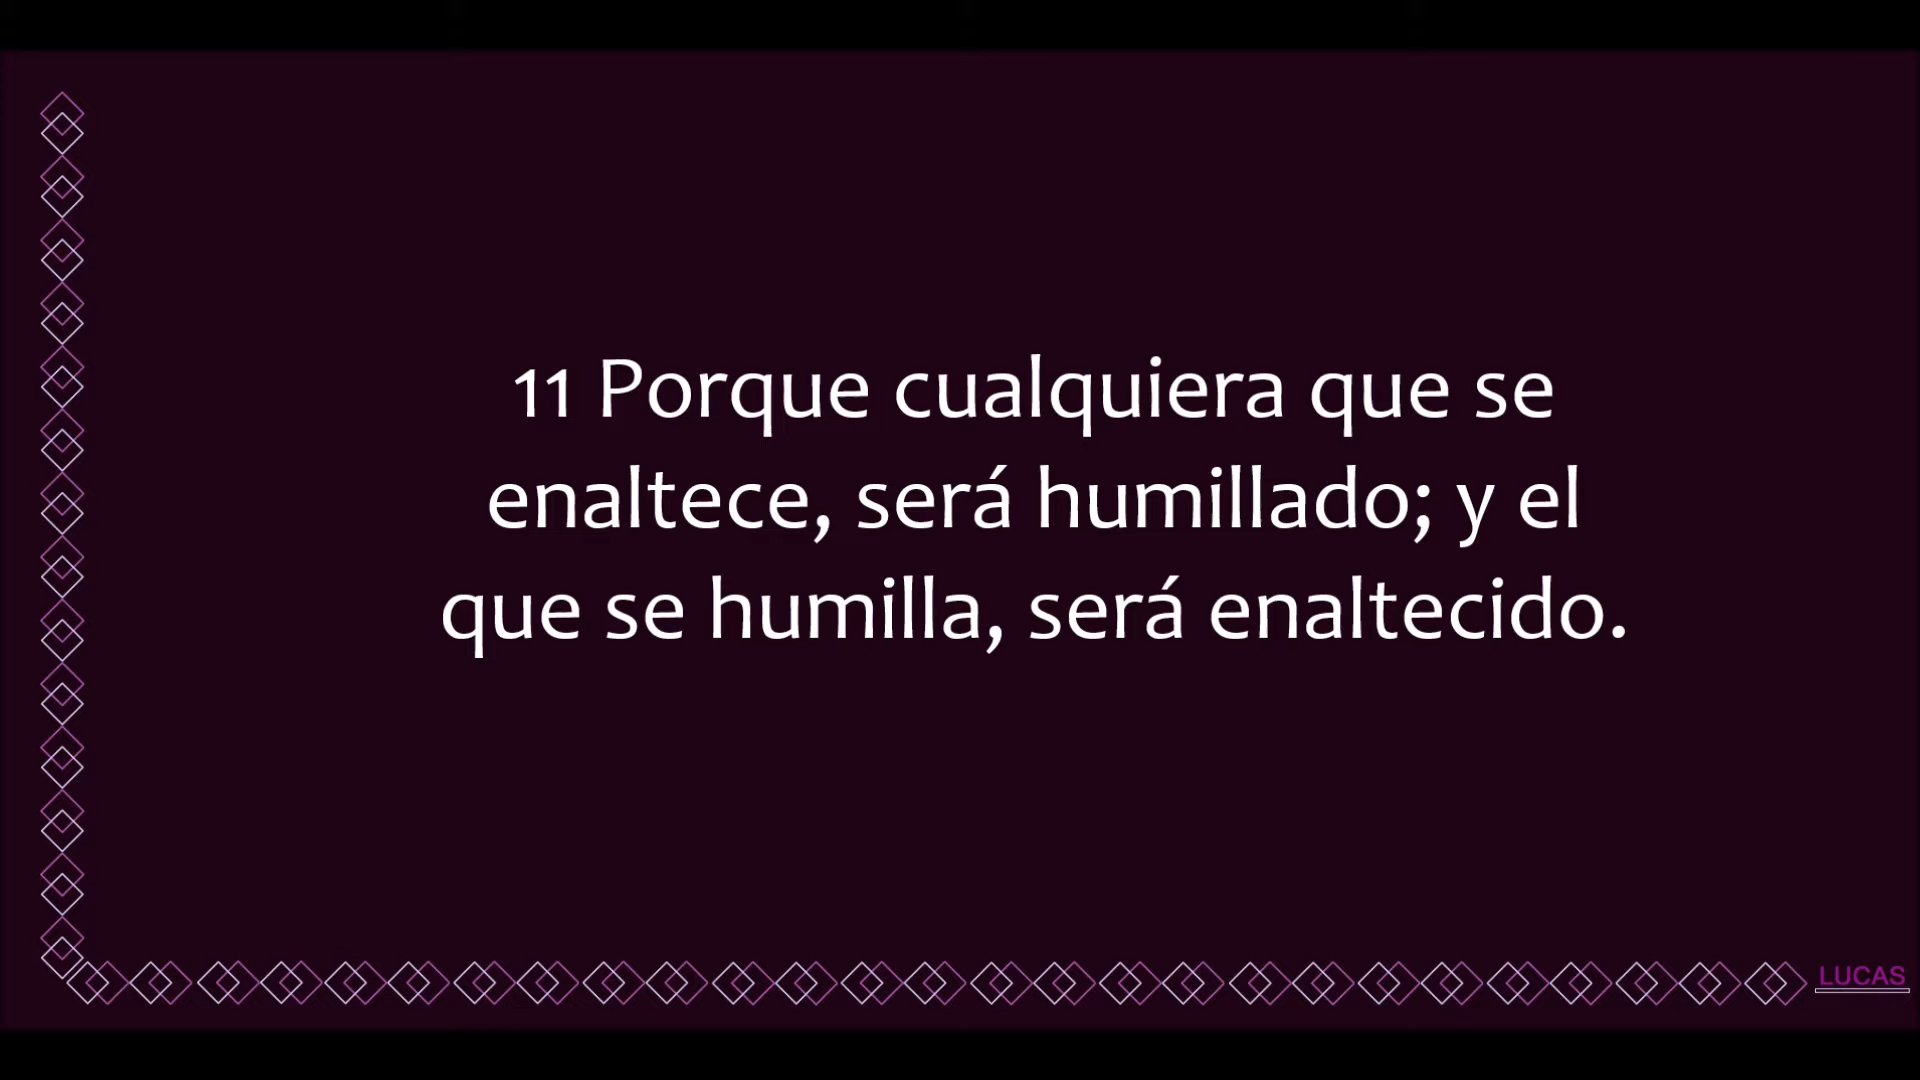 11 Porque cualquiera que se
enaltece, será humillado; y el
que se humilla, será enaltecido.
LUCAS